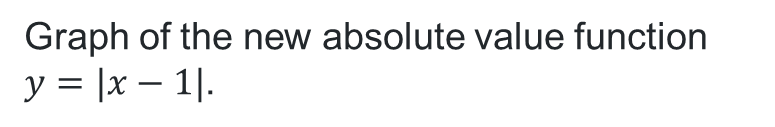 Graph of the new absolute value function
y = |x − 1|.